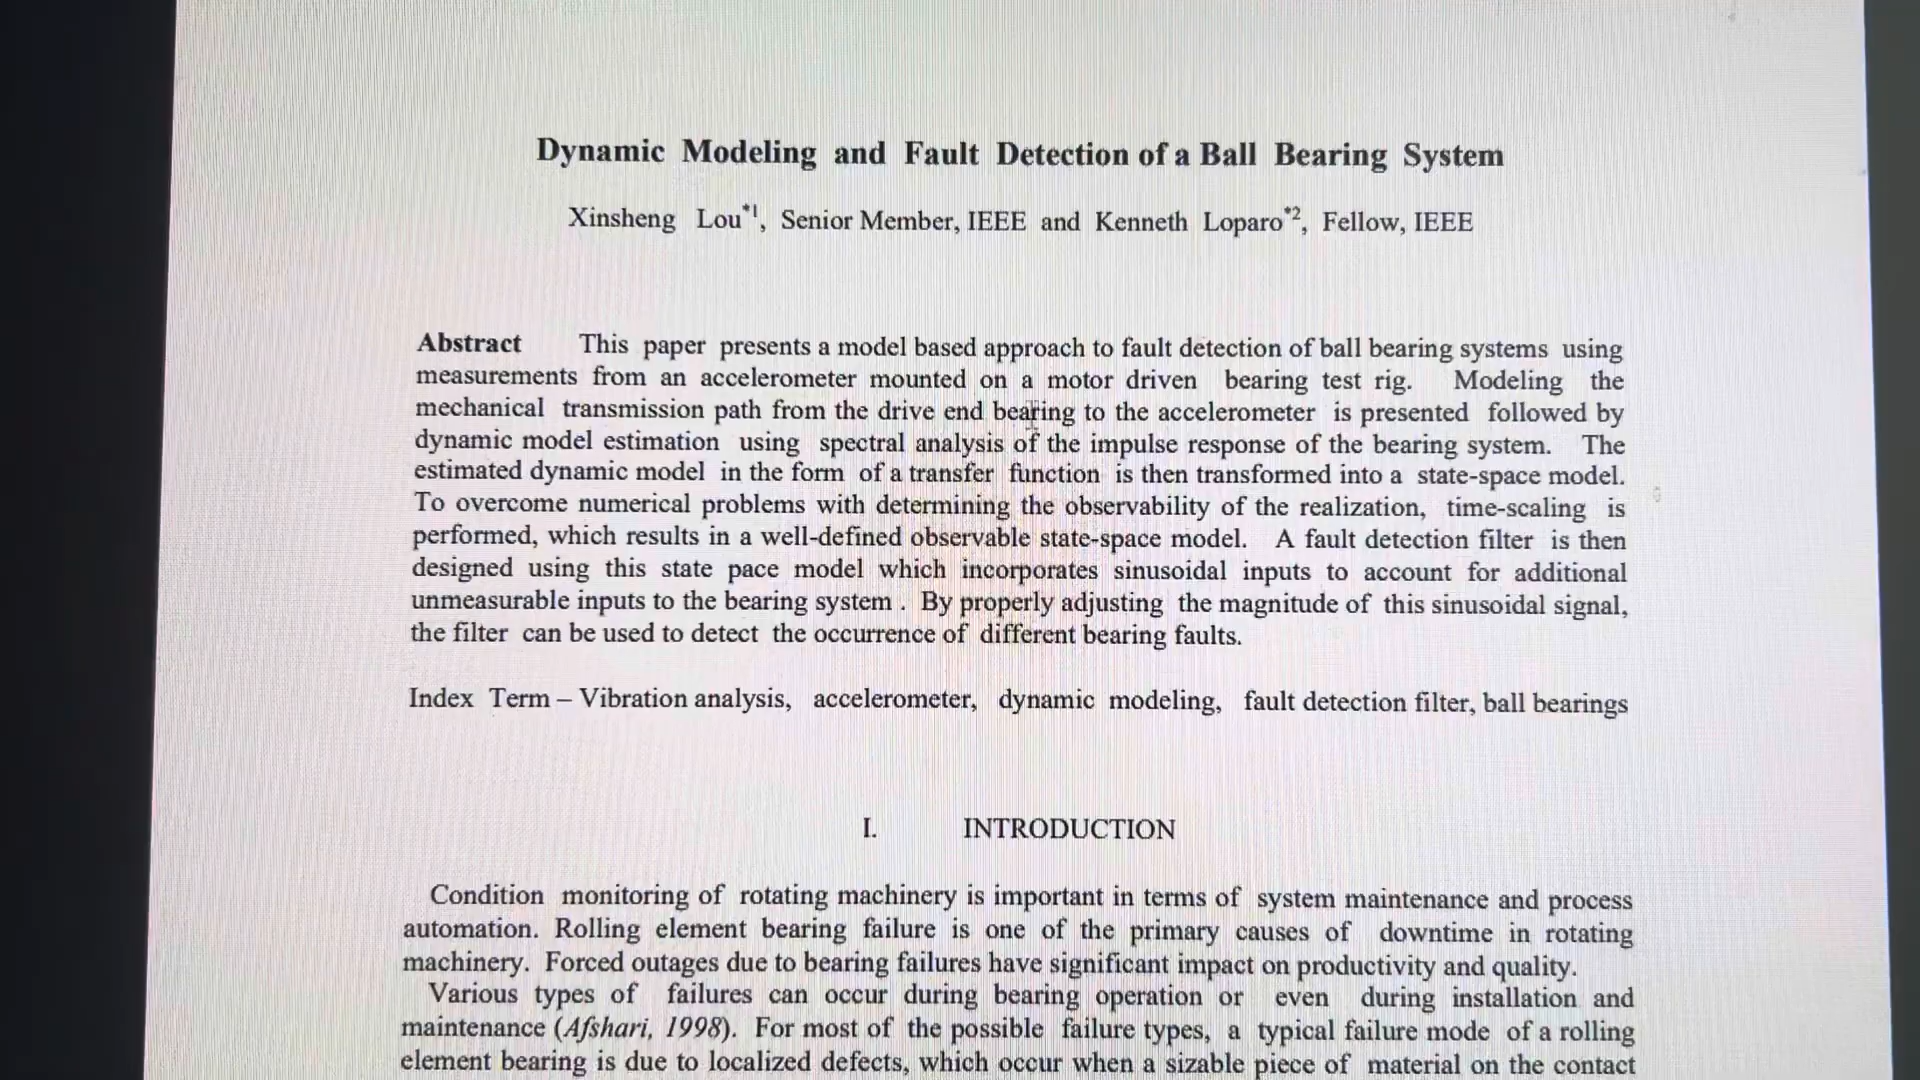 Dynamic Modeling and Fault Detection of a Ball Bearing System
Xinsheng Lou*1, Senior Member, IEEE and Kenneth Loparo*2, Fellow, IEEE
Abstract This paper presents a model based approach to fault detection of ball bearing systems using
measurements from an accelerometer mounted on a motor driven bearing test rig. Modeling the
mechanical transmission path from the drive end bearing to the accelerometer is presented followed by
dynamic model estimation using spectral analysis of the impulse response of the bearing system. The
estimated dynamic model in the form of a transfer function is then transformed into a state-space model.
To overcome numerical problems with determining the observability of the realization, time-scaling is
performed, which results in a well-defined observable state-space model. A fault detection filter is then
designed using this state pace model which incorporates sinusoidal inputs to account for additional
unmeasurable inputs to the bearing system . By properly adjusting the magnitude of this sinusoidal signal,
the filter can be used to detect the occurrence of different bearing faults.
Index Term – Vibration analysis, accelerometer, dynamic modeling, fault detection filter, ball bearings
I. INTRODUCTION
Condition monitoring of rotating machinery is important in terms of system maintenance and process
automation. Rolling element bearing failure is one of the primary causes of downtime in rotating
machinery. Forced outages due to bearing failures have significant impact on productivity and quality.
Various types of failures can occur during bearing operation or even during installation and
maintenance (Afshari, 1998). For most of the possible failure types, a typical failure mode of a rolling
element bearing is due to localized defects, which occur when a sizable piece of material on the contact